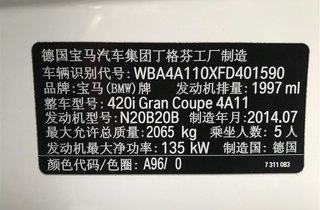 德国宝马汽车集团丁格芬工厂制造
车辆识别代号:WBA4A110XFD401590
品牌:宝马(BMW)牌 发动机排量:1997 ml
整车型号:420i Gran Coupe 4A11
发动机型号:N20B20B 制造年月:2014.07
最大允许总质量:2065 kg 乘坐人数:5人
发动机最大净功率:135 kW 制造国:德国
颜色代码/色圈:A96/ 0
7 311 083